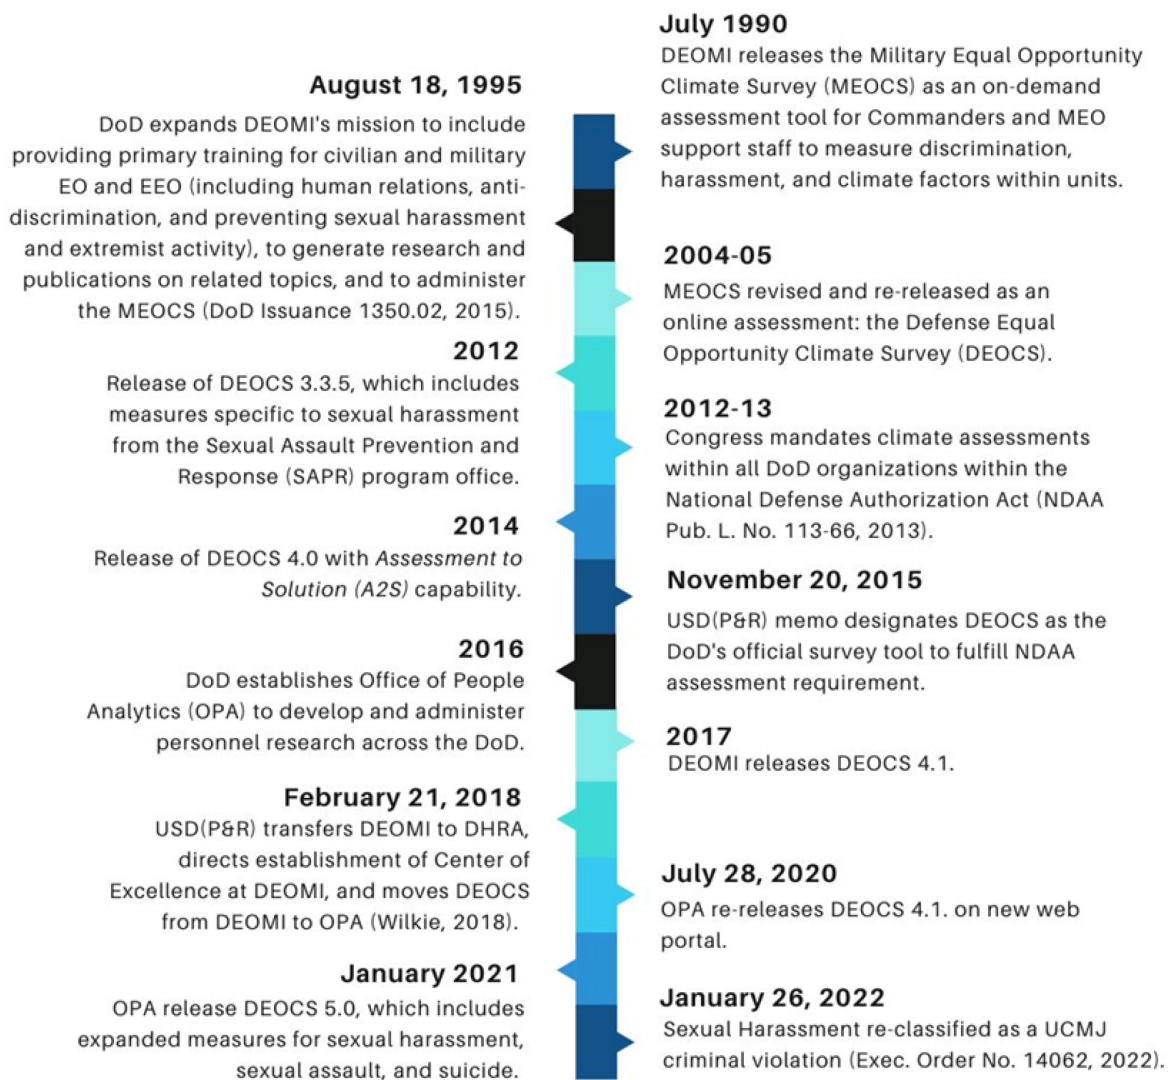 July 1990
DEOMI releases the Military Equal Opportunity
Climate Survey (MEOCS) as an on-demand
assessment tool for Commanders and MEO
support staff to measure discrimination,
harassment, and climate factors within units.
August 18, 1995
DoD expands DEOMI's mission to include
providing primary training for civilian and military
EO and EEO (including human relations, anti-
discrimination, and preventing sexual harassment
and extremist activity), to generate research and
publications on related topics, and to administer
the MEOCS (DoD Issuance 1350.02, 2015).
2004-05
MEOCS revised and re-released as an
online assessment: the Defense Equal
Opportunity Climate Survey (DEOCS).
2012
Release of DEOCS 3.3.5, which includes
measures specific to sexual harassment
from the Sexual Assault Prevention and
Response (SAPR) program office.
2012-13
Congress mandates climate assessments
within all DoD organizations within the
National Defense Authorization Act (NDAA
Pub. L. No. 113-66, 2013).
2014
Release of DEOCS 4.0 with Assessment to
Solution (A2S) capability.
November 20, 2015
USD(P&R) memo designates DEOCS as the
DoD's official survey tool to fulfill NDAA
assessment requirement.
2016
DoD establishes Office of People
Analytics (OPA) to develop and administer
personnel research across the DoD.
2017
DEOMI releases DEOCS 4.1.
February 21, 2018
USD(P&R) transfers DEOMI to DHRA,
directs establishment of Center of
Excellence at DEOMI, and moves DEOCS
from DEOMI to OPA (Wilkie, 2018).
July 28, 2020
OPA re-releases DEOCS 4.1. on new web
portal.
January 2021
OPA release DEOCS 5.0, which includes
expanded measures for sexual harassment,
sexual assault, and suicide.
January 26, 2022
Sexual Harassment re-classified as a UCMJ
criminal violation (Exec. Order No. 14062, 2022).